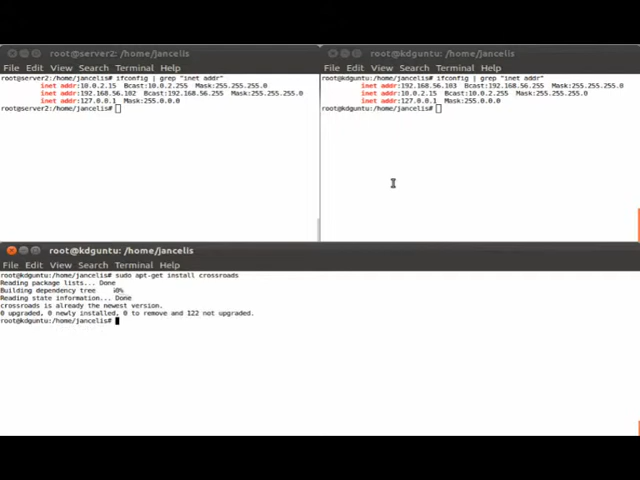 root@server2: /home/jancelis
File Edit View Search Terminal Help
root@server2:/home/jancelis# ifconfig | grep "inet addr"
inet addr:10.0.2.15 Bcast:10.0.2.255 Mask:255.255.255.0
inet addr:192.168.56.102 Bcast:192.168.56.255 Mask:255.255.255.0
inet addr:127.0.0.1 Mask:255.0.0.0
root@server2:/home/jancelis#
root@kdguntu: /home/jancelis
File Edit View Search Terminal Help
root@kdguntu:/home/jancelis# ifconfig | grep "inet addr"
inet addr:192.168.56.103 Bcast:192.168.56.255 Mask:255.255.255.0
inet addr:10.0.2.15 Bcast:10.0.2.255 Mask:255.255.255.0
inet addr:127.0.0.1 Mask:255.0.0.0
root@kdguntu:/home/jancelis#
root@kdguntu: /home/jancelis
File Edit View Search Terminal Help
root@kdguntu:/home/jancelis# sudo apt-get install crossroads
Reading package lists... Done
Building dependency tree 50%
Reading state information... Done
crossroads is already the newest version.
0 upgraded, 0 newly installed, 0 to remove and 122 not upgraded.
root@kdguntu:/home/jancelis#